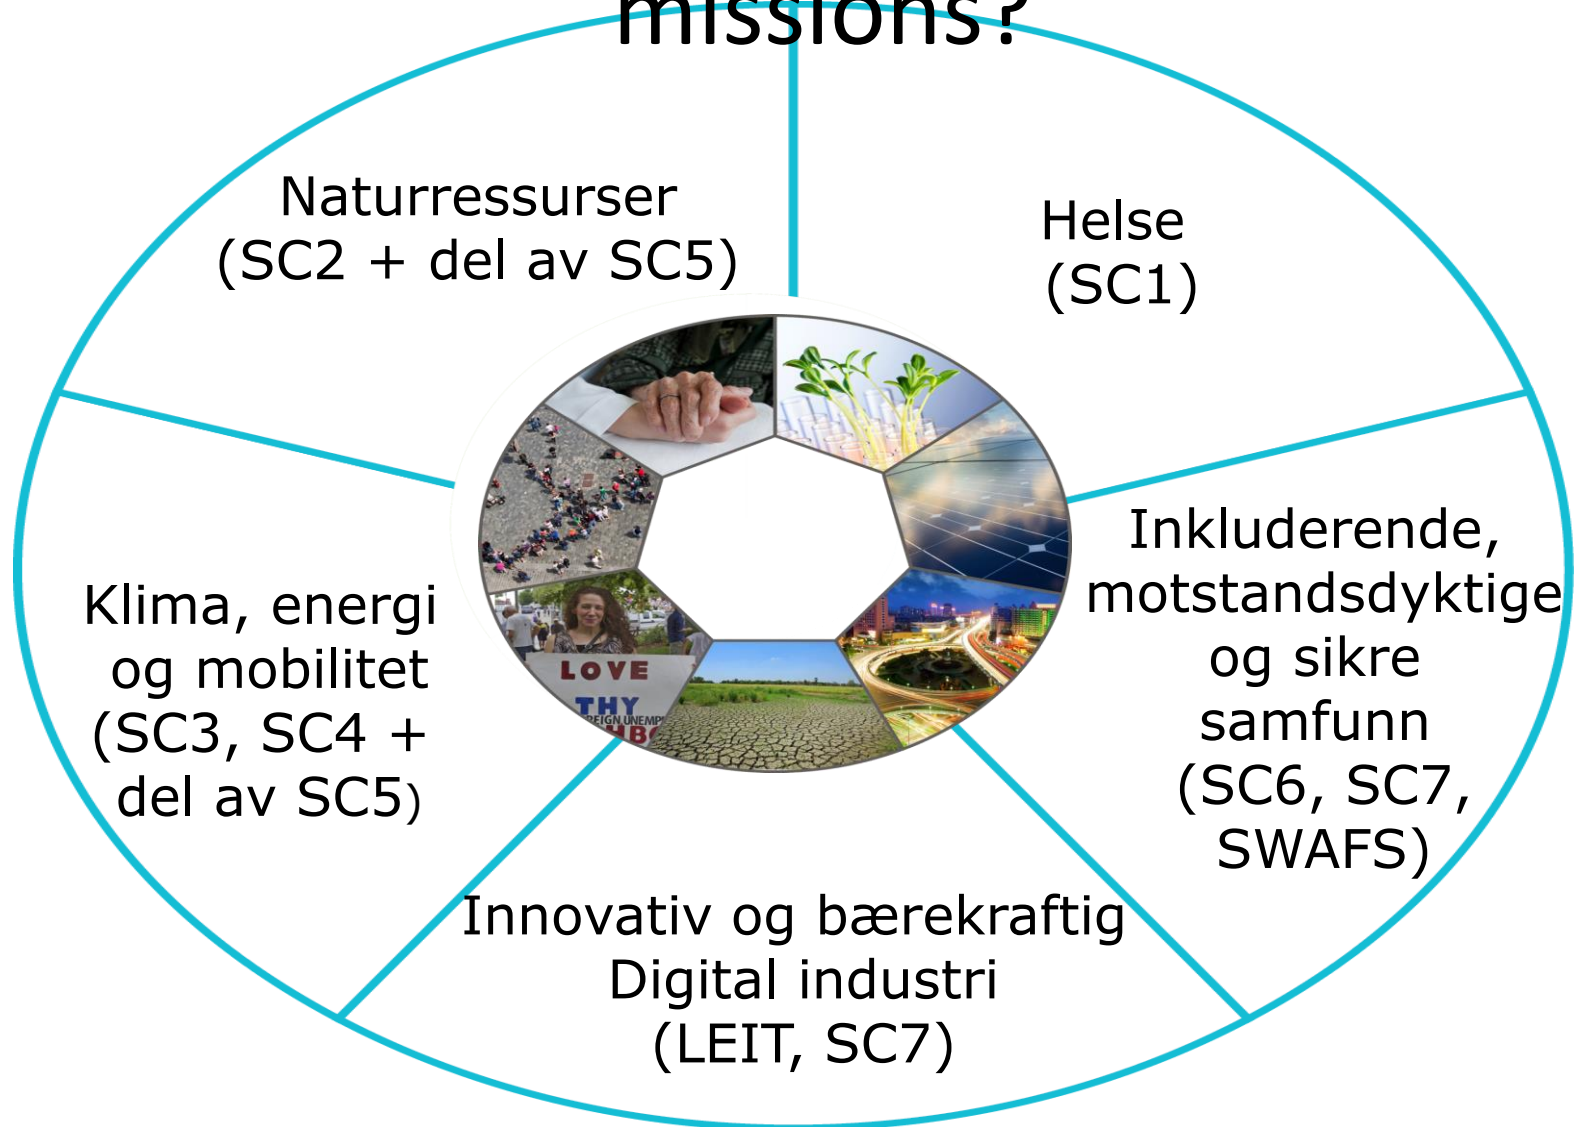 missions?
Naturressurser
(SC2 + del av SC5)
Helse
(SC1)
Inkluderende,
motstandsdyktige
og sikre
samfunn
(SC6, SC7,
SWAFS)
Innovativ og bærekraftig
Digital industri
(LEIT, SC7)
Klima, energi
og mobilitet
(SC3, SC4 +
del av SC5)
LOVE
THY